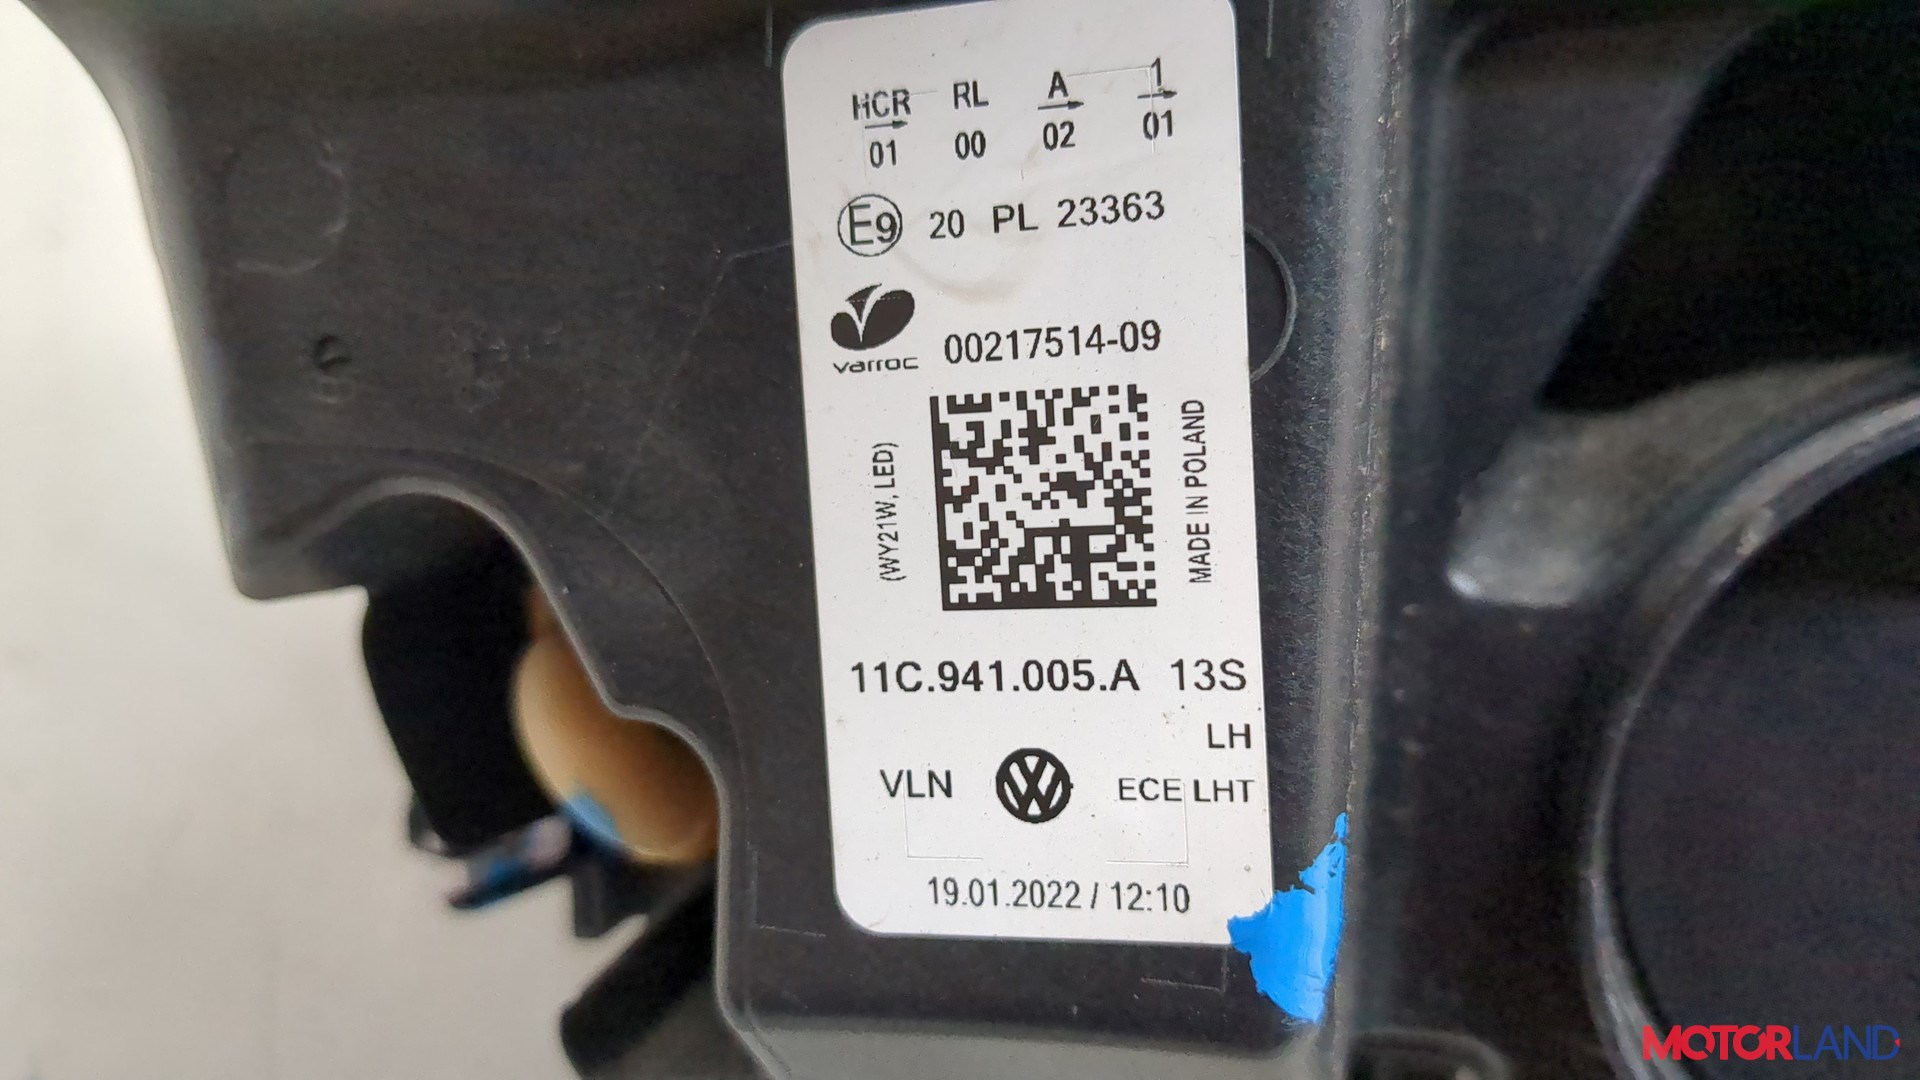 HCR RL A 1
01 00 02 01
E9 20 PL 23363
varroc 00217514-09
(WY21W, LED)
MADE IN POLAND
11C.941.005.A 13S
LH
VLN ECE LHT
19.01.2022 / 12:10
MOTORLAND